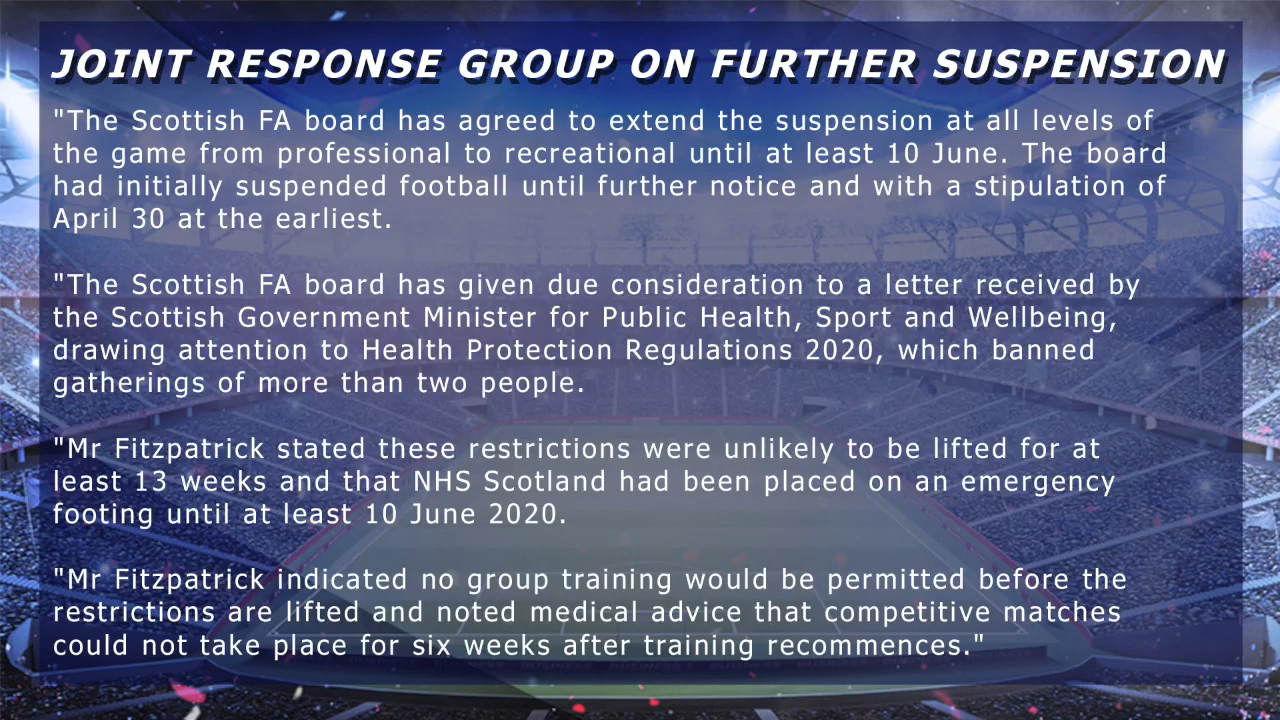 JOINT RESPONSE GROUP ON FURTHER SUSPENSION
"The Scottish FA board has agreed to extend the suspension at all levels of
the game from professional to recreational until at least 10 June. The board
had initially suspended football until further notice and with a stipulation of
April 30 at the earliest.
"The Scottish FA board has given due consideration to a letter received by
the Scottish Government Minister for Public Health, Sport and Wellbeing,
drawing attention to Health Protection Regulations 2020, which banned
gatherings of more than two people.
"Mr Fitzpatrick stated these restrictions were unlikely to be lifted for at
least 13 weeks and that NHS Scotland had been placed on an emergency
footing until at least 10 June 2020.
"Mr Fitzpatrick indicated no group training would be permitted before the
restrictions are lifted and noted medical advice that competitive matches
could not take place for six weeks after training recommences."